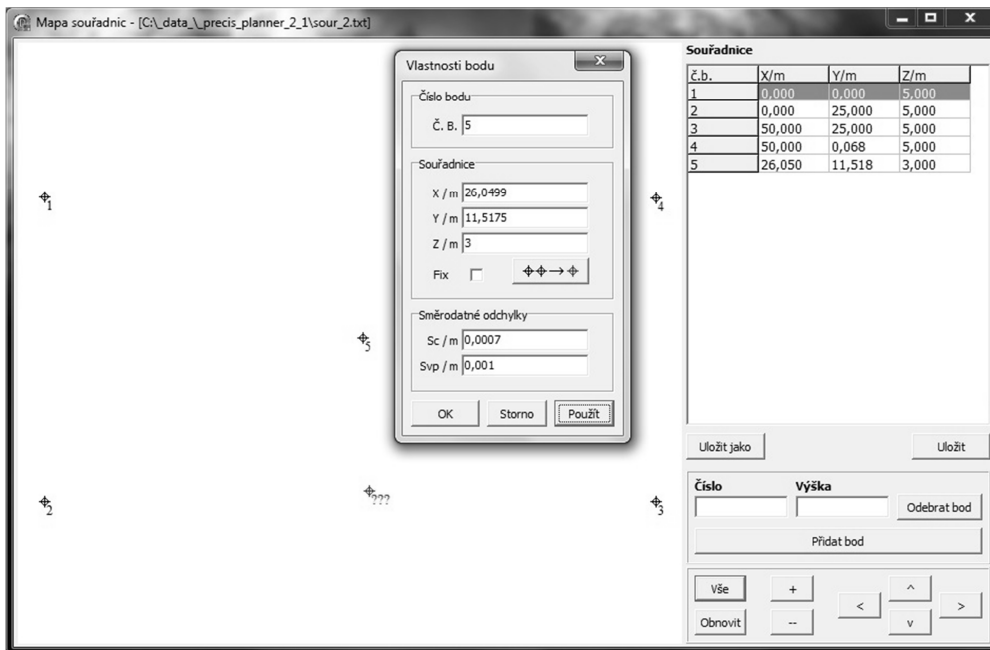 Mapa souřadnic - [C:\_data_\_precis_planner_2_1\sour_2.txt]
1
2
3
4
5
???
Vlastnosti bodu
Číslo bodu
Č. B. 5
Souřadnice
X / m 26,0499
Y / m 11,5175
Z / m 3
Fix
Směrodatné odchylky
Sc / m 0,0007
Svp / m 0,001
OK Storno Použít
Souřadnice
č.b. X/m Y/m Z/m
1 0,000 0,000 5,000
2 0,000 25,000 5,000
3 50,000 25,000 5,000
4 50,000 0,068 5,000
5 26,050 11,518 3,000
Uložit jako Uložit
Číslo Výška
Odebrat bod
Přidat bod
Vše + < ^ >
Obnovit -- v